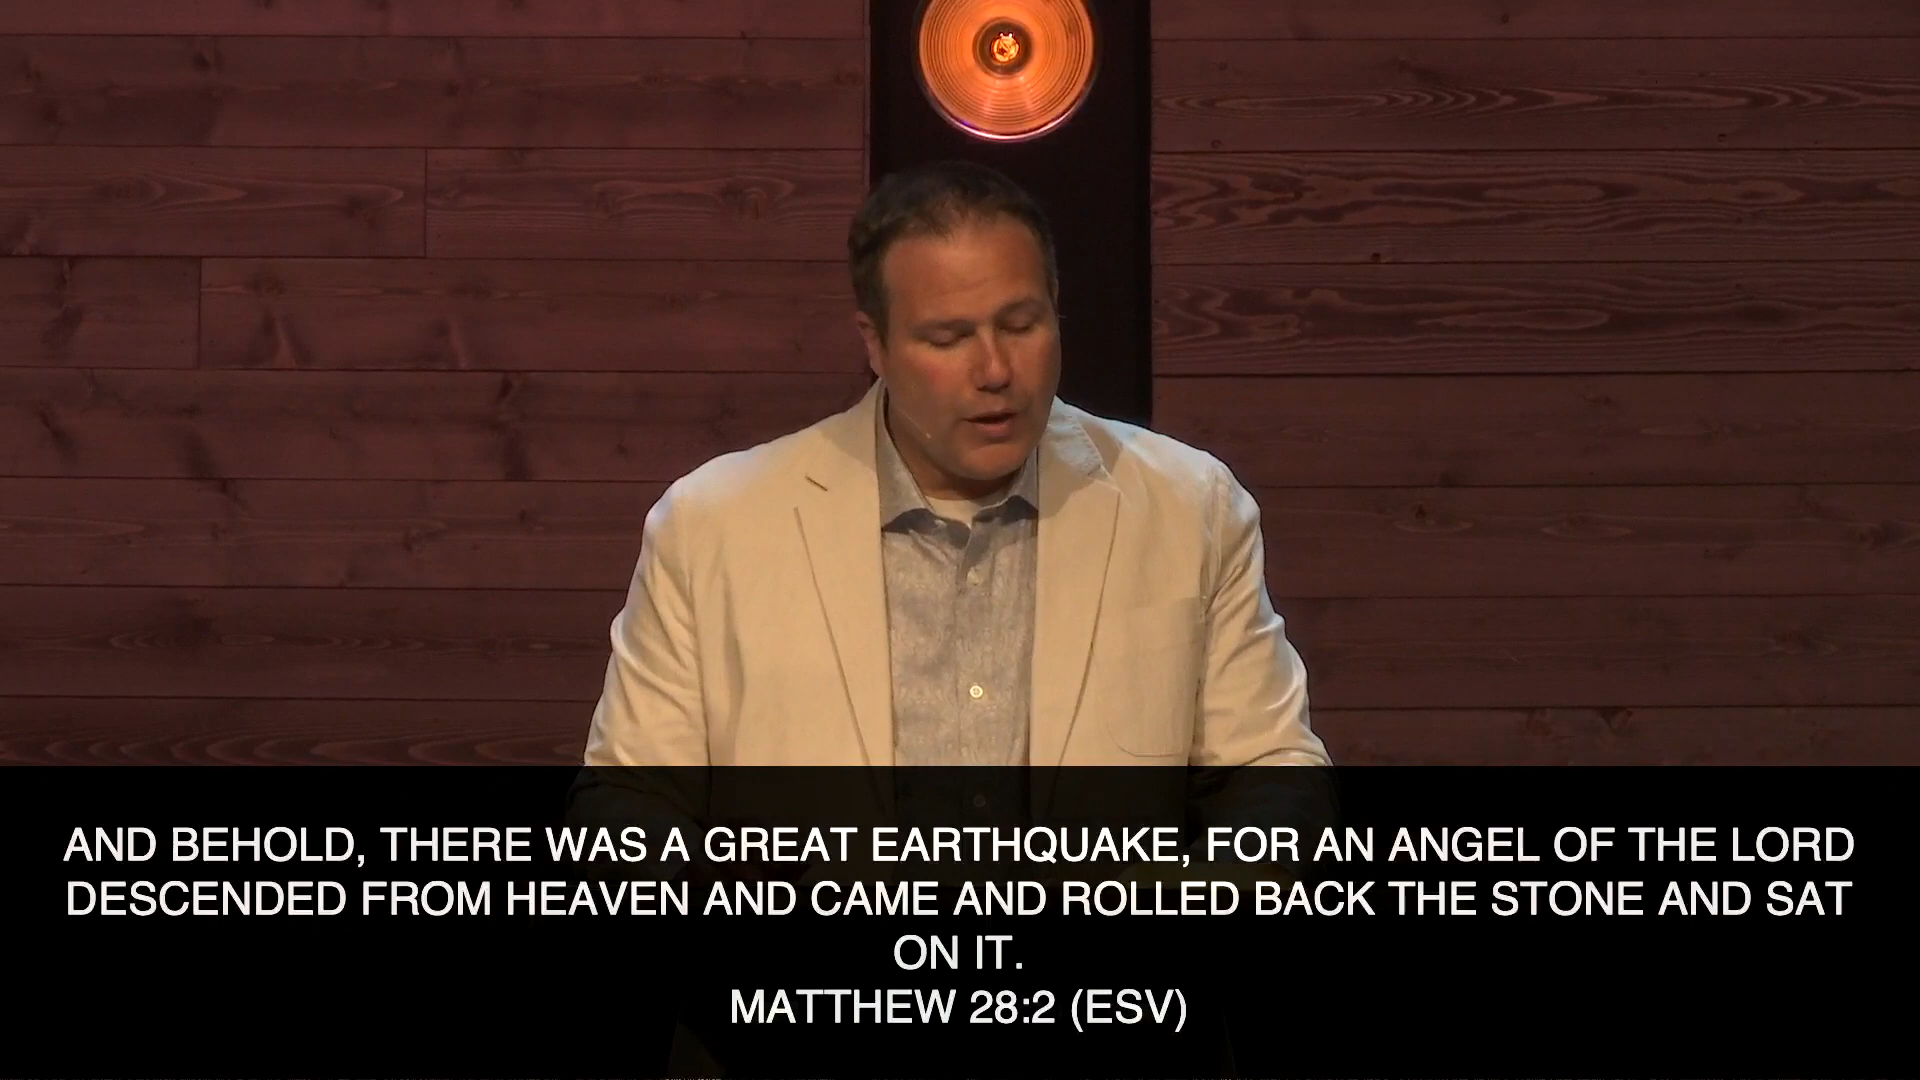 AND BEHOLD, THERE WAS A GREAT EARTHQUAKE, FOR AN ANGEL OF THE LORD
DESCENDED FROM HEAVEN AND CAME AND ROLLED BACK THE STONE AND SAT
ON IT.
MATTHEW 28:2 (ESV)